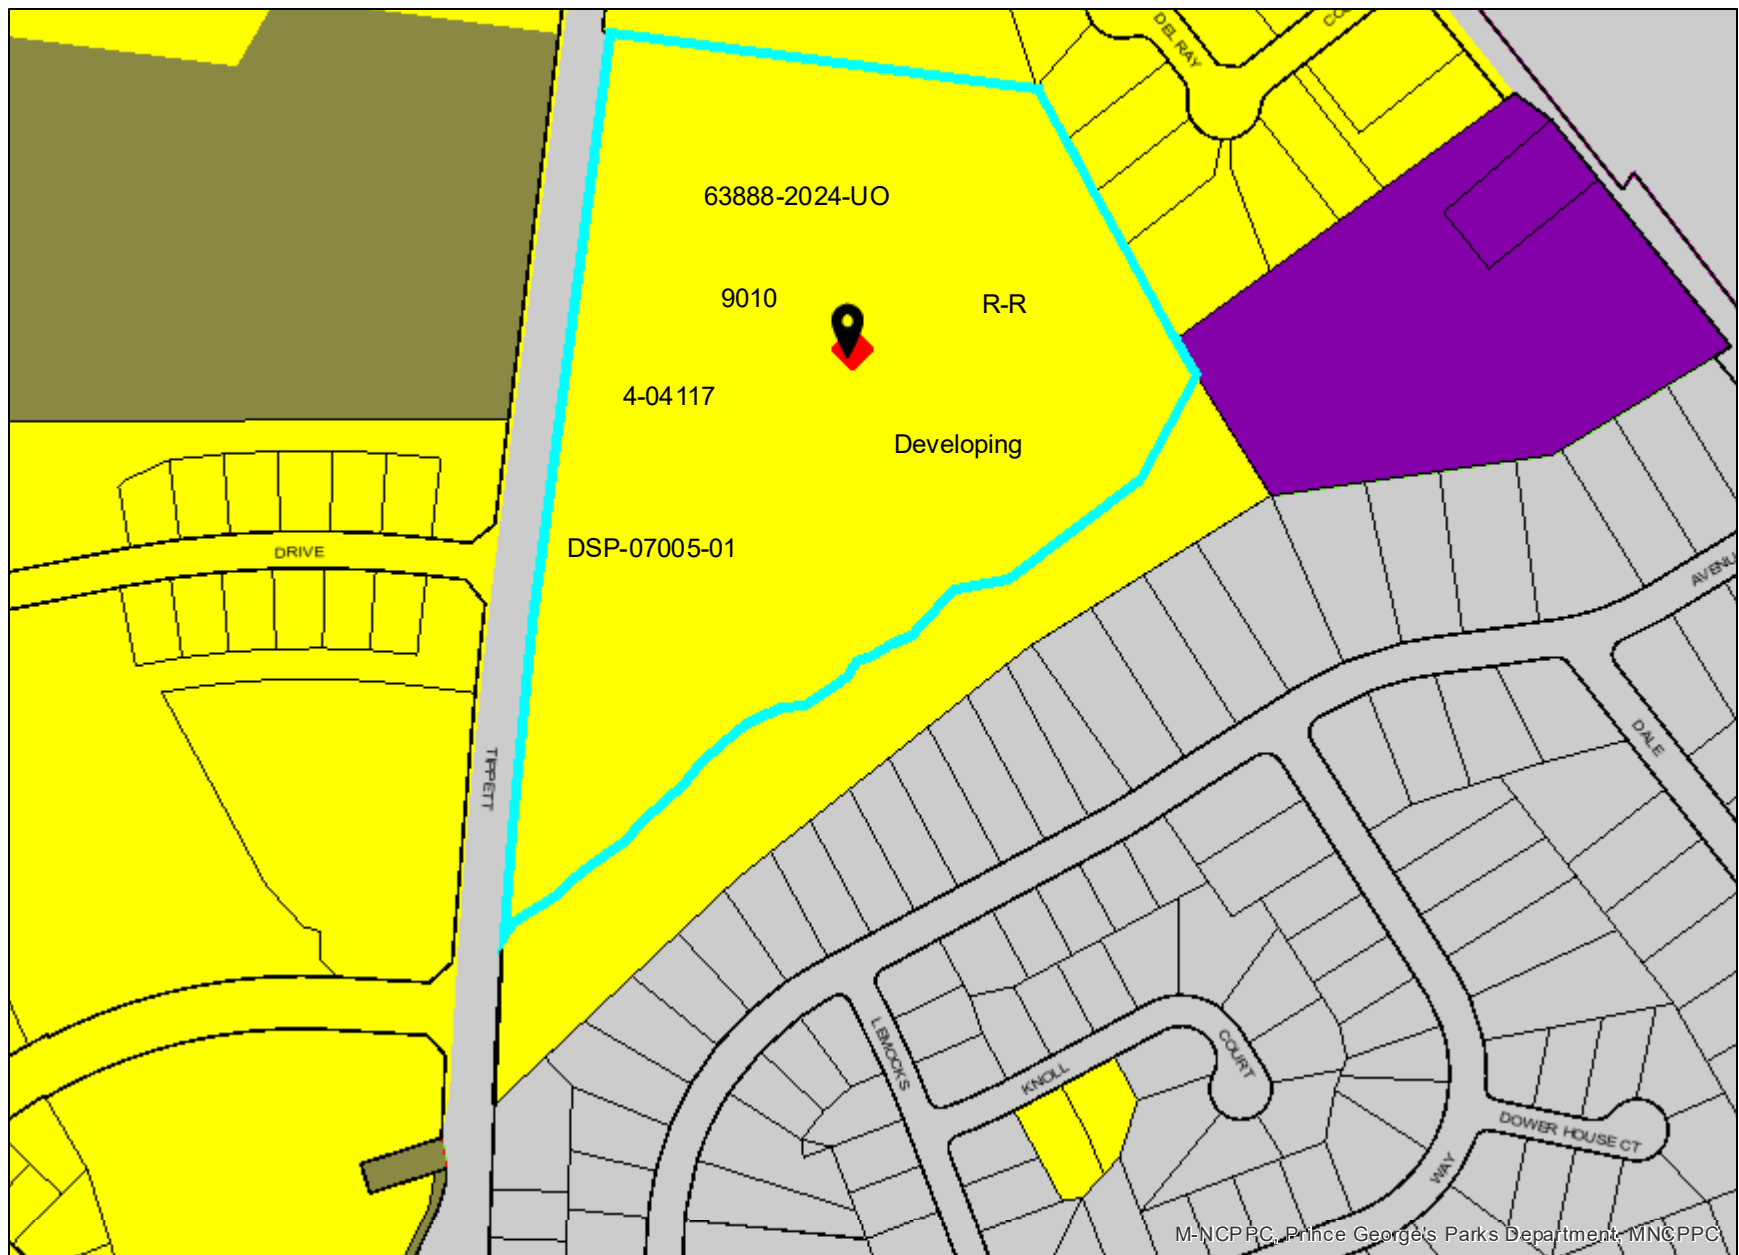 DEL RAY
CO
63888-2024-UO
9010
R-R
4-04117
Developing
DSP-07005-01
DRIVE
AVENU
DALE
TIPPETT
LEMOCKS
KNOLL
COURT
DOWER HOUSE CT
WAY
M-NCPPC, Prince George's Parks Department, MNCPPC